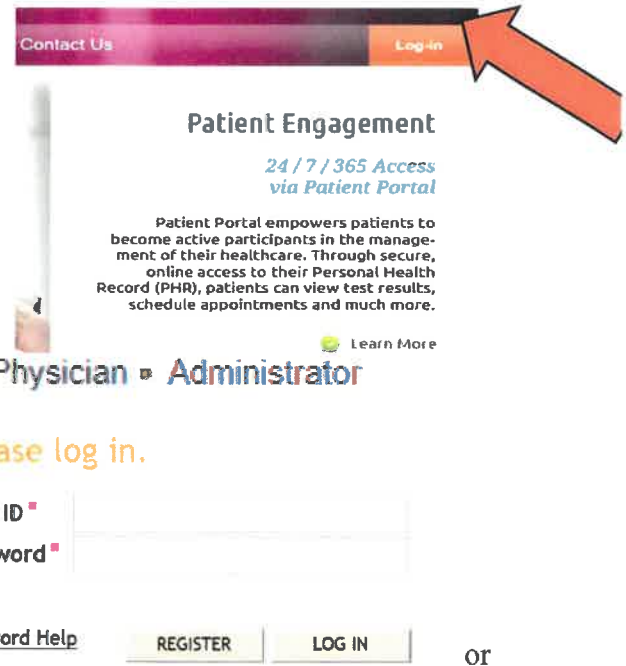 Contact Us Log-in
Patient Engagement
24 / 7 / 365 Access
via Patient Portal
Patient Portal empowers patients to
become active participants in the manage-
ment of their healthcare. Through secure,
online access to their Personal Health
Record (PHR), patients can view test results,
schedule appointments and much more.
Learn More
Physician ▪ Administrator
ase log in.
ID
word
ord Help REGISTER LOG IN or